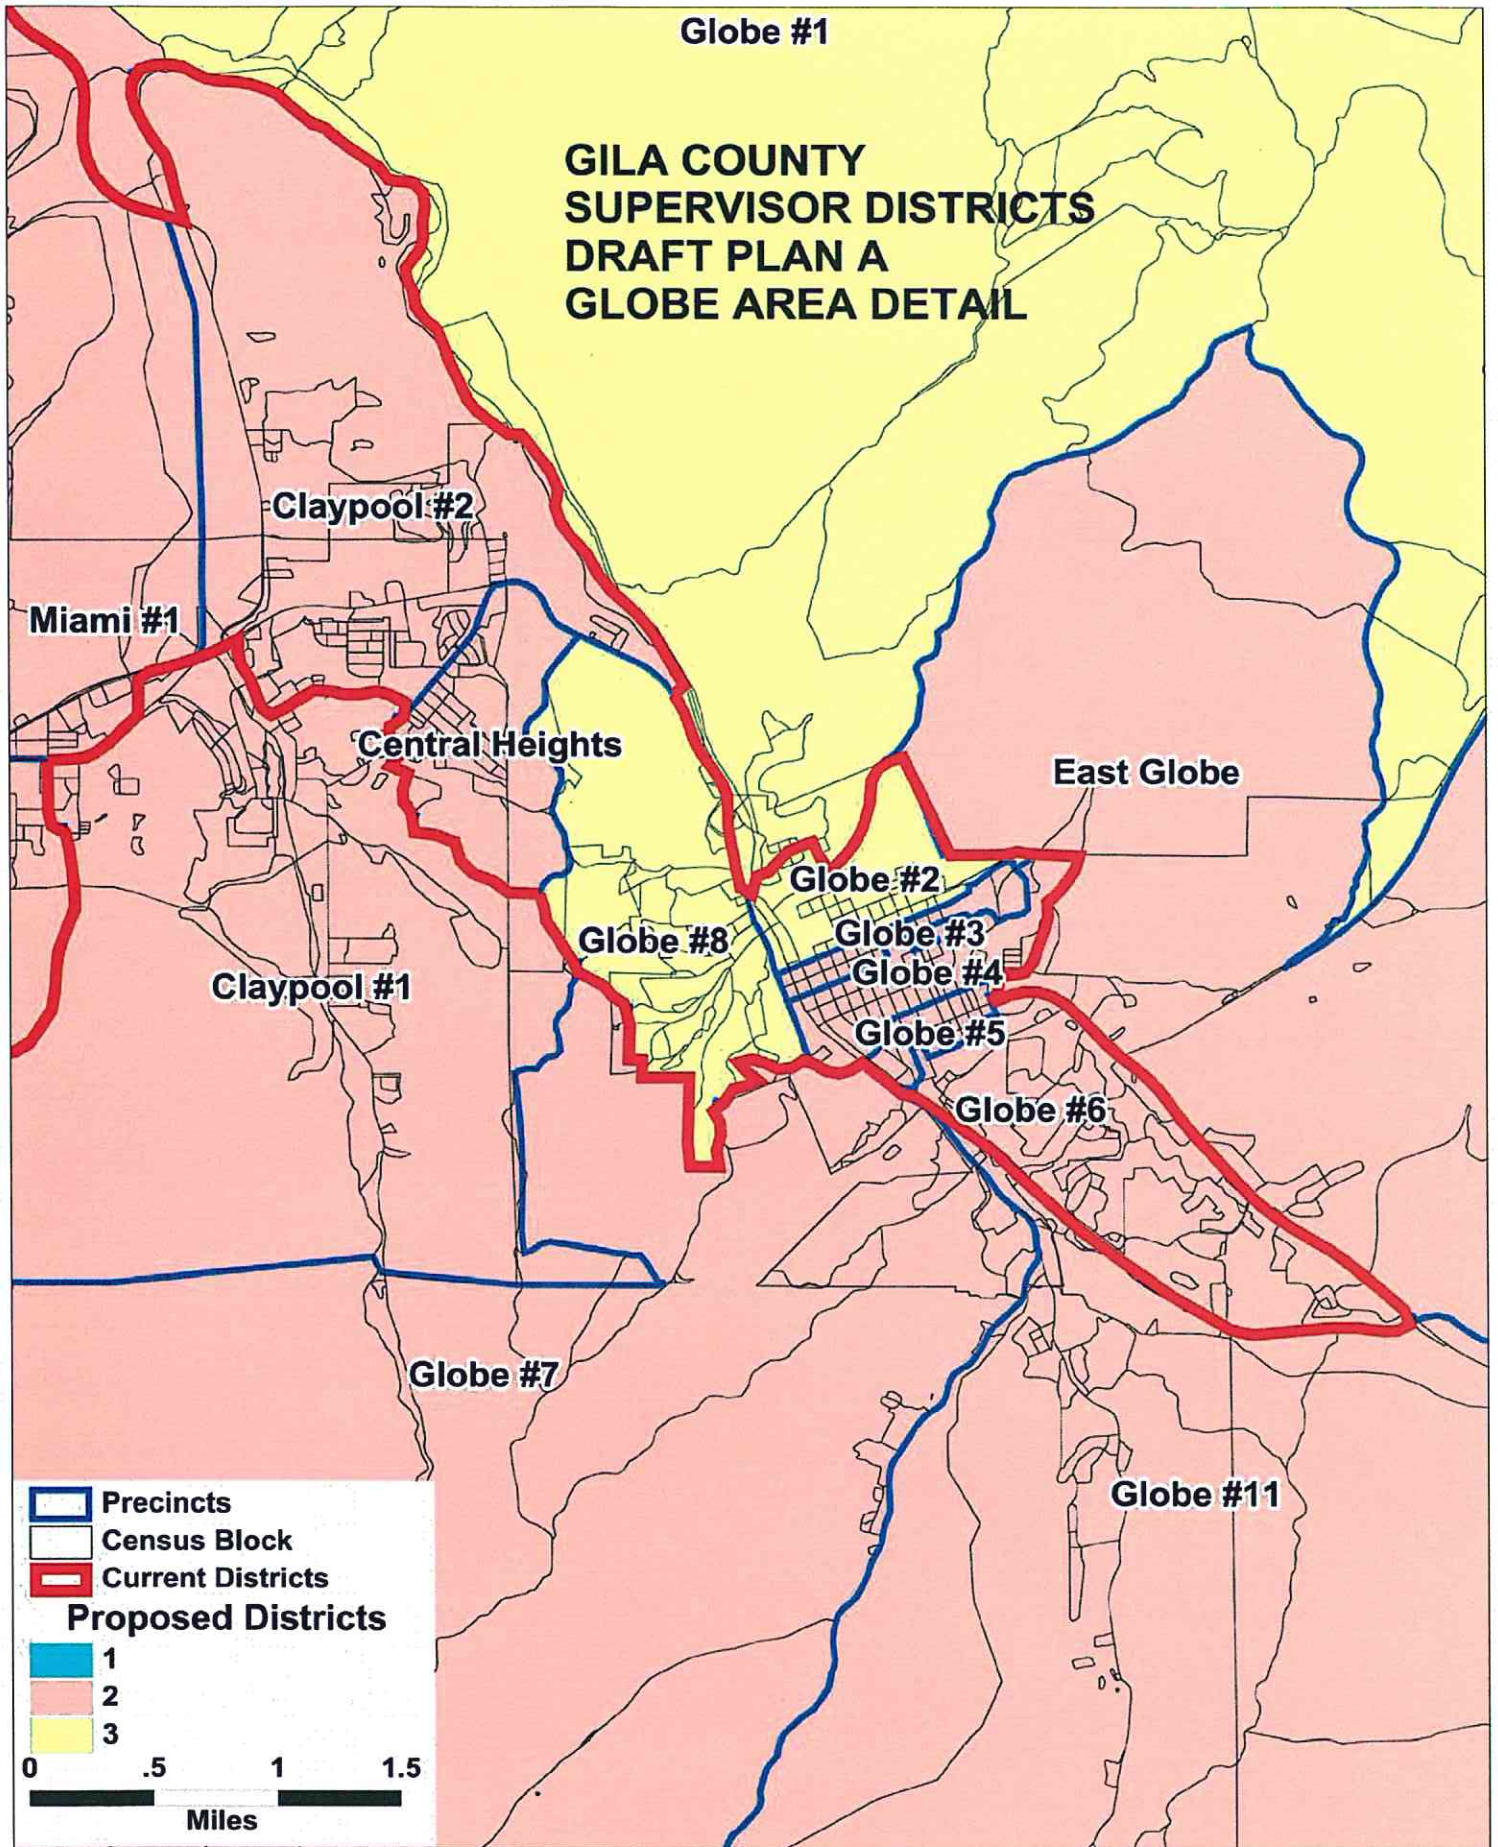 Globe #1
GILA COUNTY
SUPERVISOR DISTRICTS
DRAFT PLAN A
GLOBE AREA DETAIL
Claypool #2
Miami #1
Central Heights
East Globe
Globe #2
Globe #8
Globe #3
Globe #4
Claypool #1
Globe #5
Globe #6
Globe #7
Globe #11
Precincts
Census Block
Current Districts
Proposed Districts
1
2
3
0 .5 1 1.5
Miles